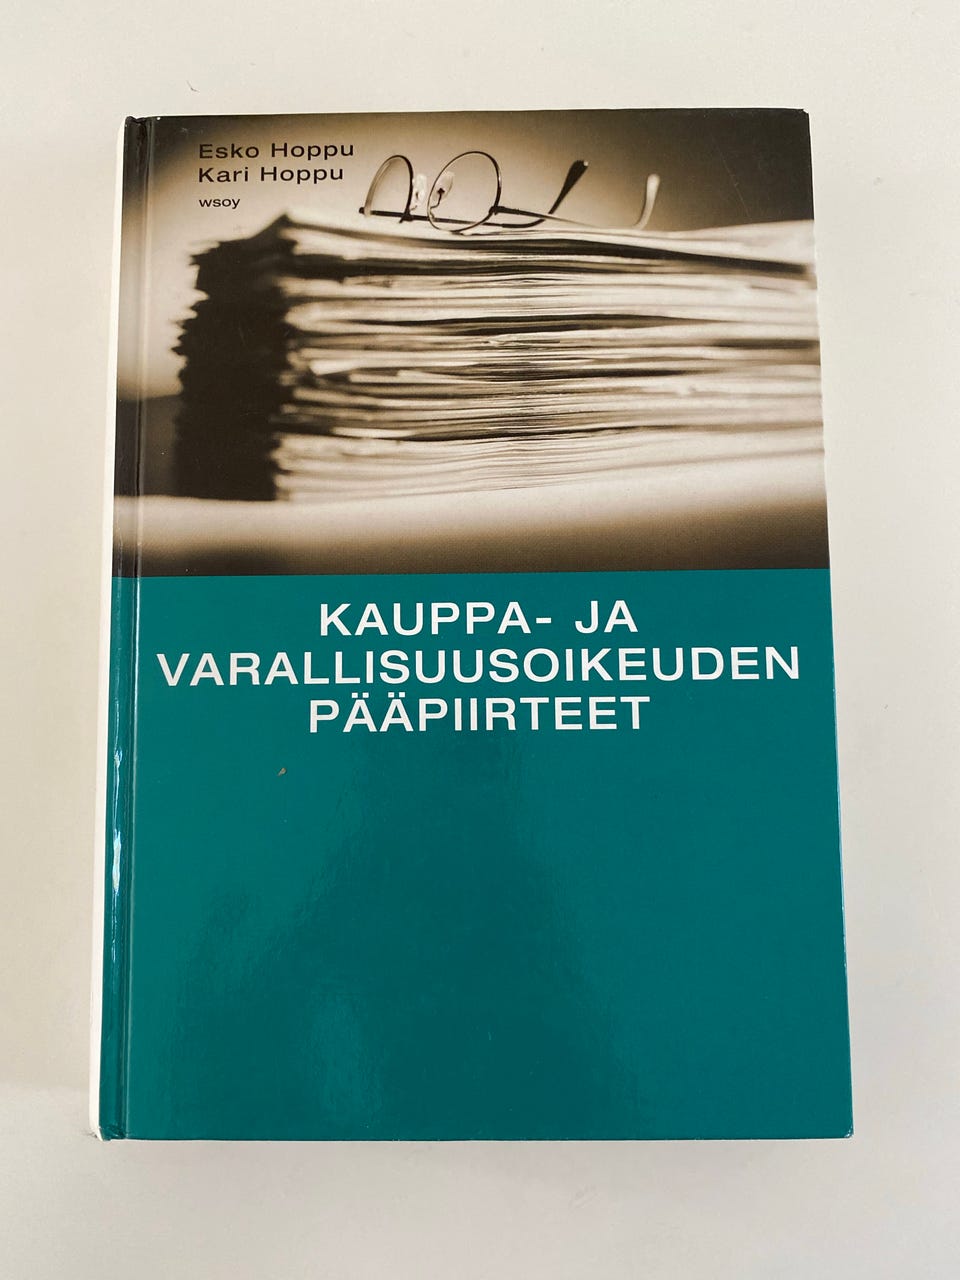 Esko Hoppu
Kari Hoppu
wsoy
KAUPPA- JA
VARALLISUUSOIKEUDEN
PÄÄPIIRTEET